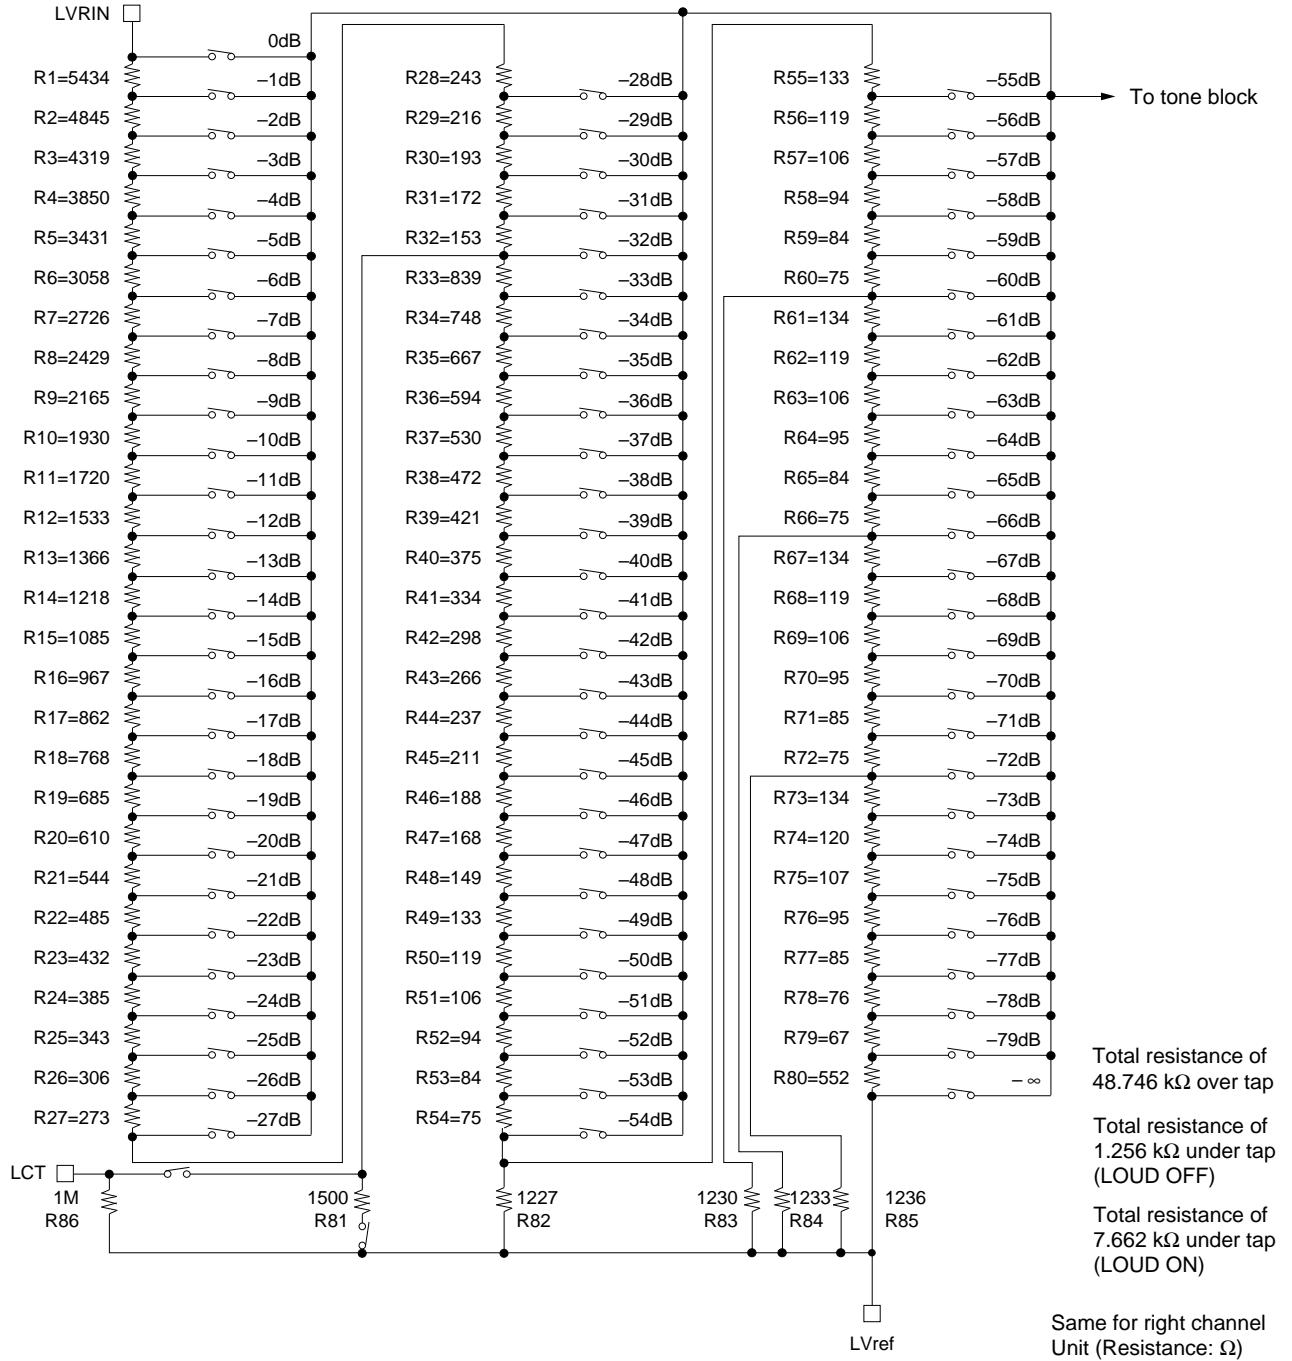 LVRIN
0dB
R1=5434
–1dB
R2=4845
–2dB
R3=4319
–3dB
R4=3850
–4dB
R5=3431
–5dB
R6=3058
–6dB
R7=2726
–7dB
R8=2429
–8dB
R9=2165
–9dB
R10=1930
–10dB
R11=1720
–11dB
R12=1533
–12dB
R13=1366
–13dB
R14=1218
–14dB
R15=1085
–15dB
R16=967
–16dB
R17=862
–17dB
R18=768
–18dB
R19=685
–19dB
R20=610
–20dB
R21=544
–21dB
R22=485
–22dB
R23=432
–23dB
R24=385
–24dB
R25=343
–25dB
R26=306
–26dB
R27=273
–27dB
R28=243
–28dB
R29=216
–29dB
R30=193
–30dB
R31=172
–31dB
R32=153
–32dB
R33=839
–33dB
R34=748
–34dB
R35=667
–35dB
R36=594
–36dB
R37=530
–37dB
R38=472
–38dB
R39=421
–39dB
R40=375
–40dB
R41=334
–41dB
R42=298
–42dB
R43=266
–43dB
R44=237
–44dB
R45=211
–45dB
R46=188
–46dB
R47=168
–47dB
R48=149
–48dB
R49=133
–49dB
R50=119
–50dB
R51=106
–51dB
R52=94
–52dB
R53=84
–53dB
R54=75
–54dB
R55=133
–55dB
R56=119
–56dB
R57=106
–57dB
R58=94
–58dB
R59=84
–59dB
R60=75
–60dB
R61=134
–61dB
R62=119
–62dB
R63=106
–63dB
R64=95
–64dB
R65=84
–65dB
R66=75
–66dB
R67=134
–67dB
R68=119
–68dB
R69=106
–69dB
R70=95
–70dB
R71=85
–71dB
R72=75
–72dB
R73=134
–73dB
R74=120
–74dB
R75=107
–75dB
R76=95
–76dB
R77=85
–77dB
R78=76
–78dB
R79=67
–79dB
R80=552
– ∞
To tone block
LCT
1M
R86
1500
R81
1227
R82
1230
R83
1233
R84
1236
R85
LVref
Total resistance of
48.746 kΩ over tap
Total resistance of
1.256 kΩ under tap
(LOUD OFF)
Total resistance of
7.662 kΩ under tap
(LOUD ON)
Same for right channel
Unit (Resistance: Ω)